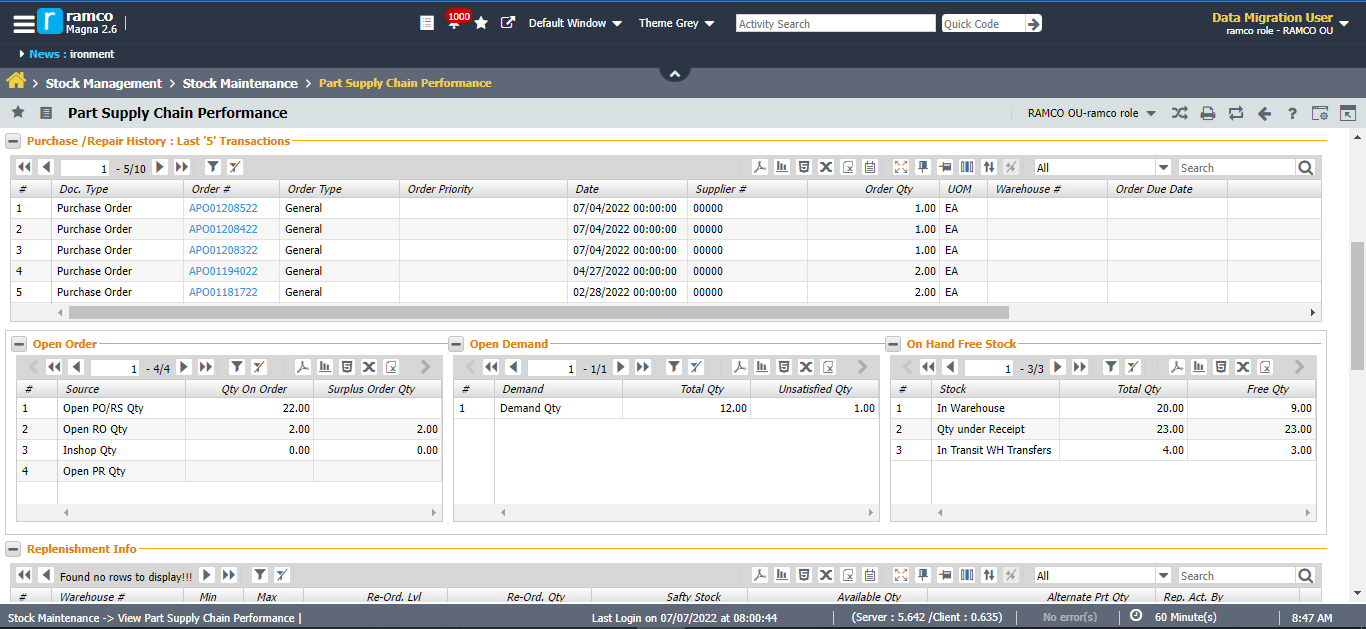 ramco
Magna 2.6
1000
Default Window
Theme Grey
Activity Search
Quick Code
Data Migration User
ramco role - RAMCO OU
News : ironment
Stock Management > Stock Maintenance > Part Supply Chain Performance
Part Supply Chain Performance
RAMCO OU-ramco role
?
Purchase /Repair History : Last '5' Transactions
1 - 5/10 All Search
# Doc. Type Order # Order Type Order Priority Date Supplier # Order Qty UOM Warehouse # Order Due Date
1 Purchase Order APO01208522 General 07/04/2022 00:00:00 00000 1.00 EA
2 Purchase Order APO01208422 General 07/04/2022 00:00:00 00000 1.00 EA
3 Purchase Order APO01208322 General 07/04/2022 00:00:00 00000 1.00 EA
4 Purchase Order APO01194022 General 04/27/2022 00:00:00 00000 2.00 EA
5 Purchase Order APO01181722 General 02/28/2022 00:00:00 00000 2.00 EA
Open Order
1 - 4/4
# Source Qty On Order Surplus Order Qty
1 Open PO/RS Qty 22.00
2 Open RO Qty 2.00 2.00
3 Inshop Qty 0.00 0.00
4 Open PR Qty
Open Demand
1 - 1/1
# Demand Total Qty Unsatisfied Qty
1 Demand Qty 12.00 1.00
On Hand Free Stock
1 - 3/3
# Stock Total Qty Free Qty
1 In Warehouse 20.00 9.00
2 Qty under Receipt 23.00 23.00
3 In Transit WH Transfers 4.00 3.00
Replenishment Info
Found no rows to display!!! All Search
# Warehouse # Min Max Re-Ord. Lvl Re-Ord. Qty Safty Stock Available Qty Alternate Prt Qty Rep. Act. By
Stock Maintenance -> View Part Supply Chain Performance |
Last Login on 07/07/2022 at 08:00:44
(Server : 5.642 /Client : 0.635)
No error(s)
60 Minute(s)
8:47 AM